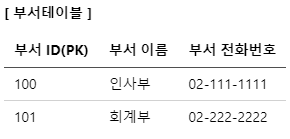 [ 부서테이블 ]
부서 ID(PK) 부서 이름 부서 전화번호
100 인사부 02-111-1111
101 회계부 02-222-2222